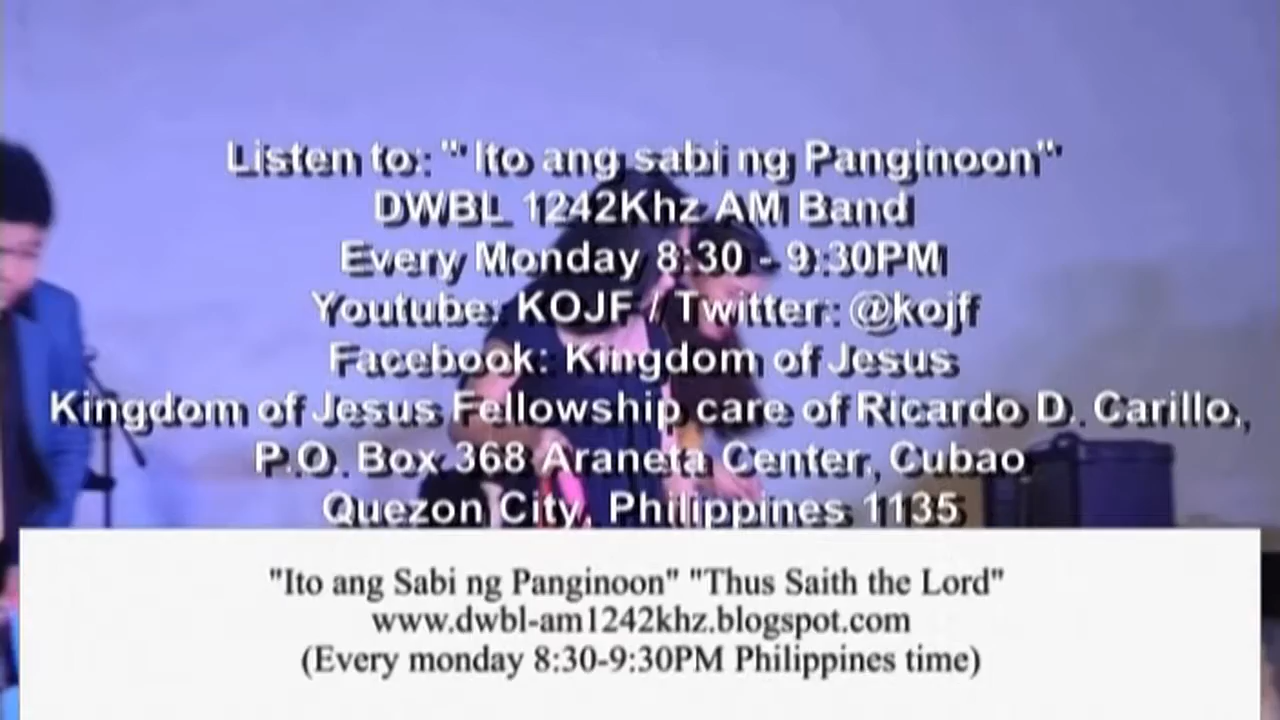 Listen to: "Ito ang sabi ng Panginoon"
DWBL 1242Khz AM Band
Every Monday 8:30 - 9:30PM
Youtube: KOJF / Twitter: @kojff
Facebook: Kingdom of Jesus
Kingdom of Jesus Fellowship care of Ricardo D. Carillo,
P.O. Box 368 Araneta Center, Cubao
Quezon City, Philippines 1135
"Ito ang Sabi ng Panginoon" "Thus Saith the Lord"
www.dwbl-am1242khz.blogspot.com
(Every monday 8:30-9:30PM Philippines time)